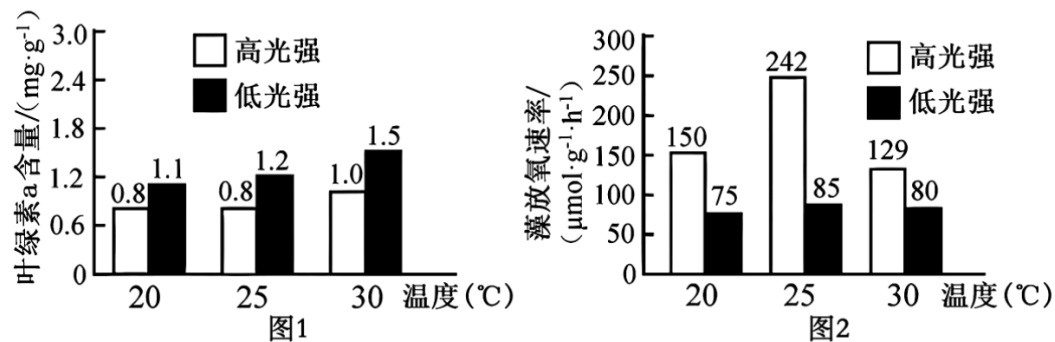 叶绿素a含量/(mg·g⁻¹)
3.0
2.4
1.8
1.2
0.6
0
高光强
低光强
0.8 1.1 0.8 1.2 1.0 1.5
20 25 30 温度(℃)
图1
藻放氧速率/
(μmol·g⁻¹·h⁻¹)
300
250
200
150
100
50
0
高光强
低光强
150 75 242 85 129 80
20 25 30 温度(℃)
图2